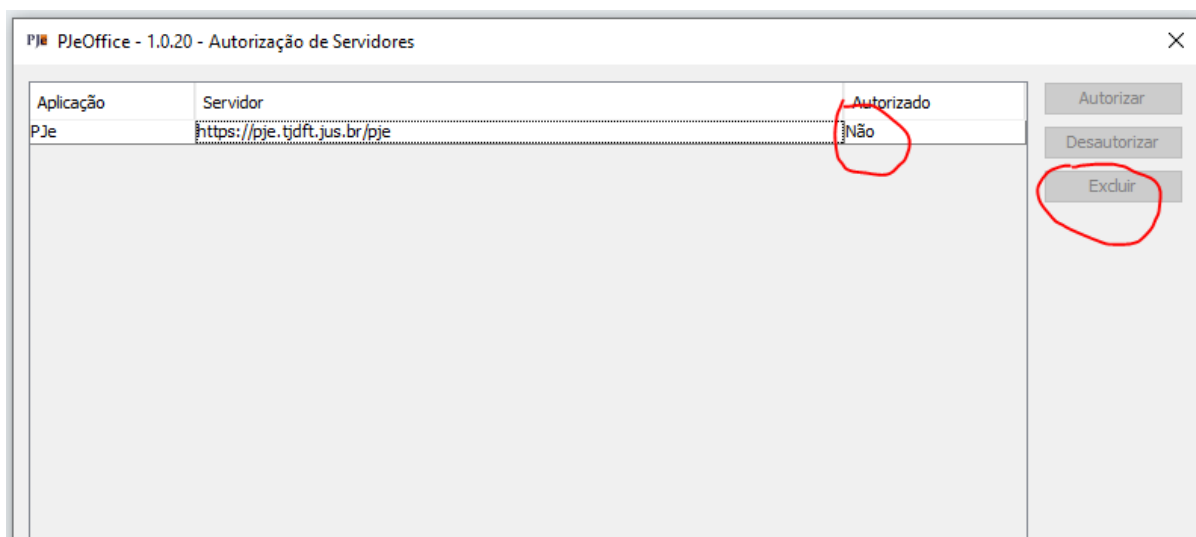 PJe PJeOffice - 1.0.20 - Autorização de Servidores
Aplicação Servidor Autorizado Autorizar
PJe https://pje.tjdft.jus.br/pje Não
Desautorizar
Excluir